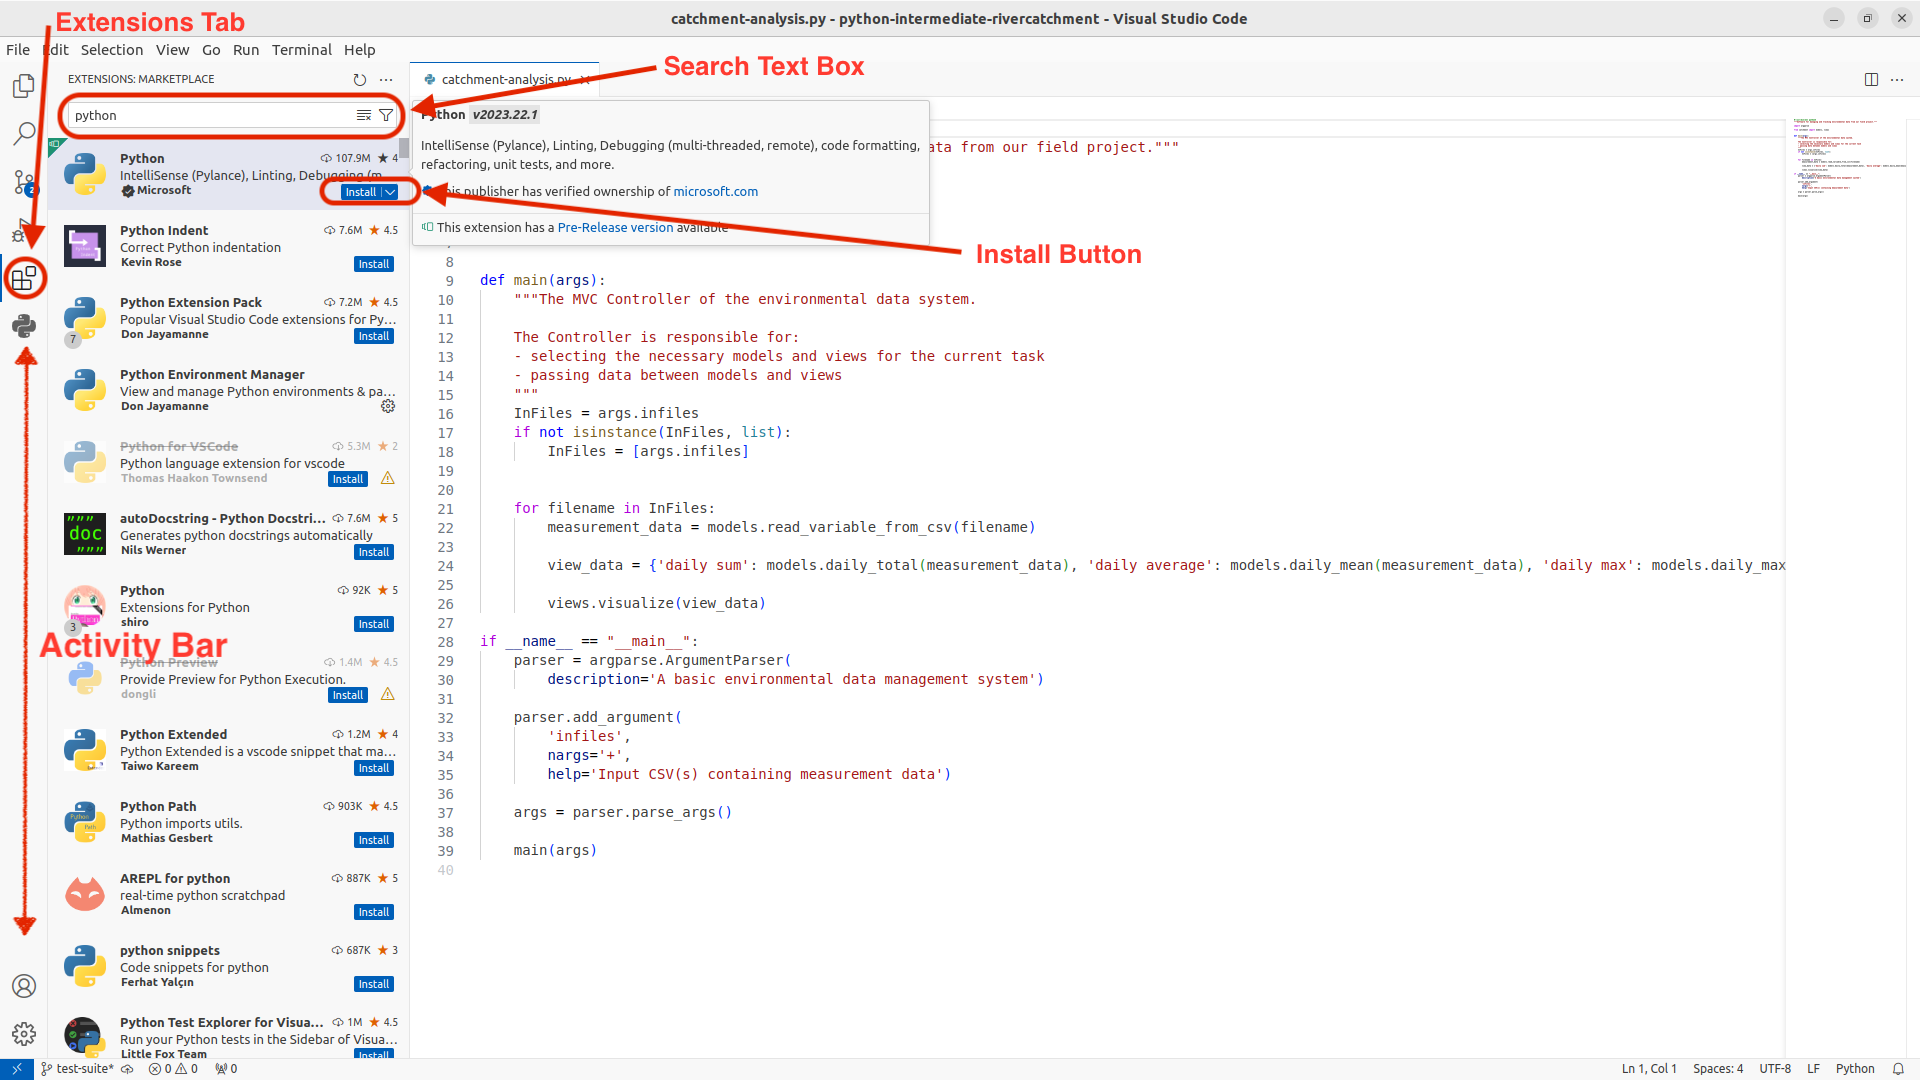 Extensions Tab
catchment-analysis.py - python-intermediate-rivercatchment - Visual Studio Code
File Edit Selection View Go Run Terminal Help
EXTENSIONS: MARKETPLACE
catchment-analysis.py
Search Text Box
python
Python v2023.22.1
IntelliSense (Pylance), Linting, Debugging (multi-threaded, remote), code formatting,
refactoring, unit tests, and more.
This publisher has verified ownership of microsoft.com
This extension has a Pre-Release version available
Install Button
Python 107.9M 4
IntelliSense (Pylance), Linting, Debugging (m...
Microsoft Install
2
Python Indent 7.6M 4.5
Correct Python indentation
Kevin Rose Install
Python Extension Pack 7.2M 4.5
Popular Visual Studio Code extensions for Py...
Don Jayamanne Install
7
Python Environment Manager
View and manage Python environments & pa...
Don Jayamanne
Python for VSCode 5.3M 2
Python language extension for vscode
Thomas Haakon Townsend Install
autoDocstring - Python Docstri... 7.6M 5
Generates python docstrings automatically
Nils Werner Install
""" doc """
Python 92K 5
Extensions for Python
shiro Install
3
Activity Bar
Python Preview 1.4M 4.5
Provide Preview for Python Execution.
dongli Install
Python Extended 1.2M 4
Python Extended is a vscode snippet that ma...
Taiwo Kareem Install
Python Path 903K 4.5
Python imports utils.
Mathias Gesbert Install
AREPL for python 887K 5
real-time python scratchpad
Almenon Install
python snippets 687K 3
Code snippets for python
Ferhat Yalçın Install
Python Test Explorer for Visua... 1M 4.5
Run your Python tests in the Sidebar of Visua...
Little Fox Team Install
ata from our field project."""
8
9 def main(args):
10 """The MVC Controller of the environmental data system.
11
12 The Controller is responsible for:
13 - selecting the necessary models and views for the current task
14 - passing data between models and views
15 """
16 InFiles = args.infiles
17 if not isinstance(InFiles, list):
18 InFiles = [args.infiles]
19
20
21 for filename in InFiles:
22 measurement_data = models.read_variable_from_csv(filename)
23
24 view_data = {'daily sum': models.daily_total(measurement_data), 'daily average': models.daily_mean(measurement_data), 'daily max': models.daily_max
25
26 views.visualize(view_data)
27
28 if __name__ == "__main__":
29 parser = argparse.ArgumentParser(
30 description='A basic environmental data management system')
31
32 parser.add_argument(
33 'infiles',
34 nargs='+',
35 help='Input CSV(s) containing measurement data')
36
37 args = parser.parse_args()
38
39 main(args)
40
test-suite* 0 0 0
Ln 1, Col 1 Spaces: 4 UTF-8 LF Python